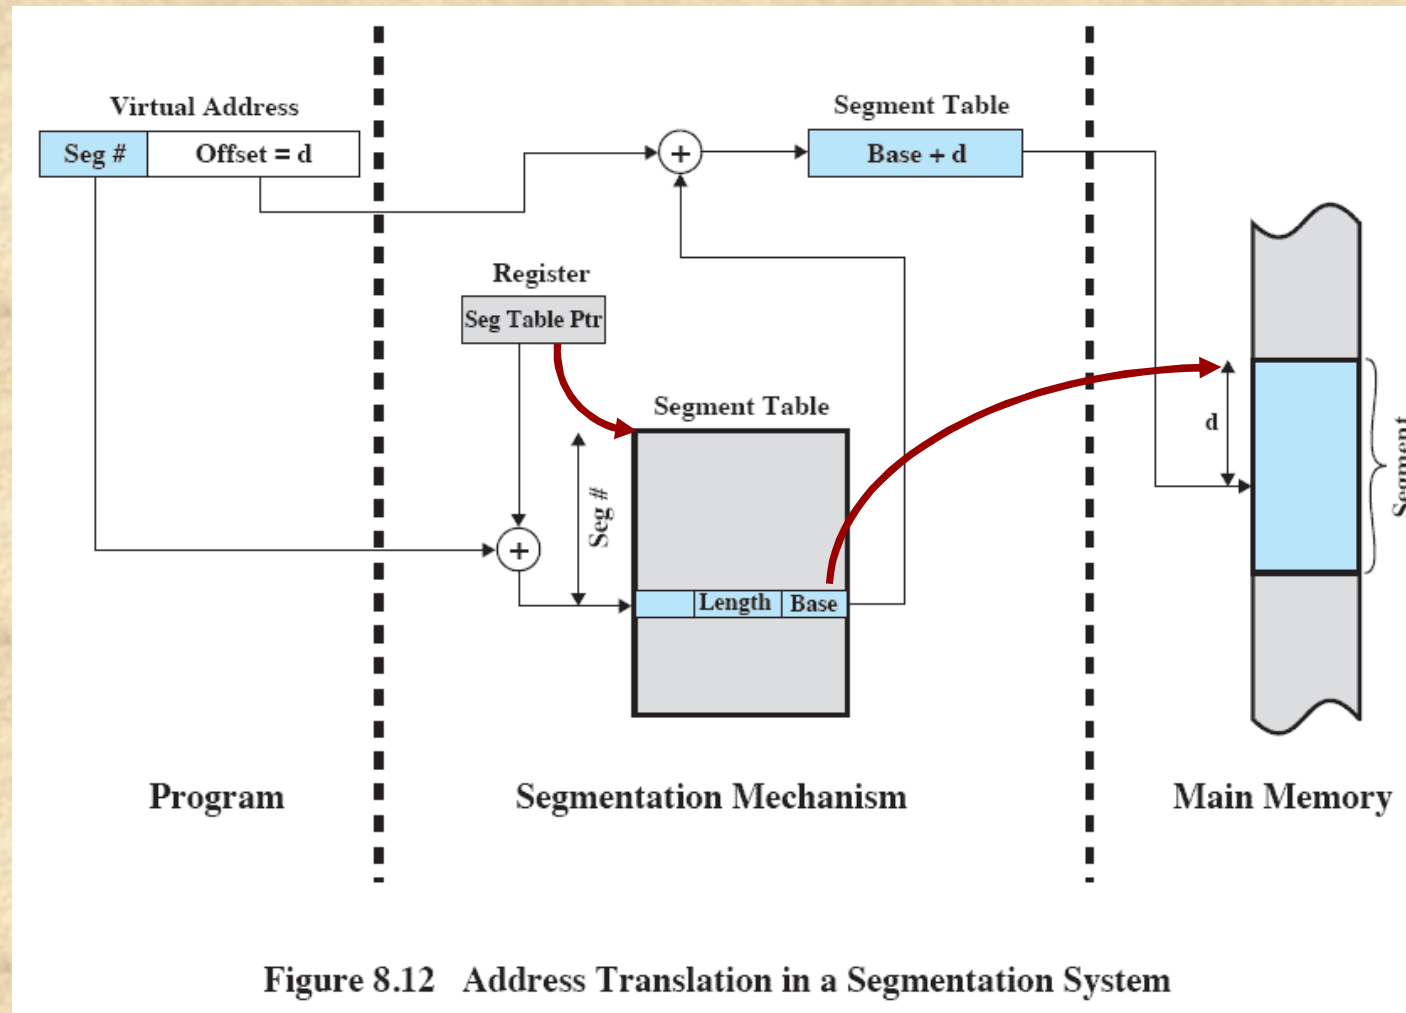 Virtual Address
Seg #
Offset = d
Segment Table
Base + d
Register
Seg Table Ptr
Segment Table
Seg #
Length
Base
d
Segment
Program
Segmentation Mechanism
Main Memory
Figure 8.12 Address Translation in a Segmentation System